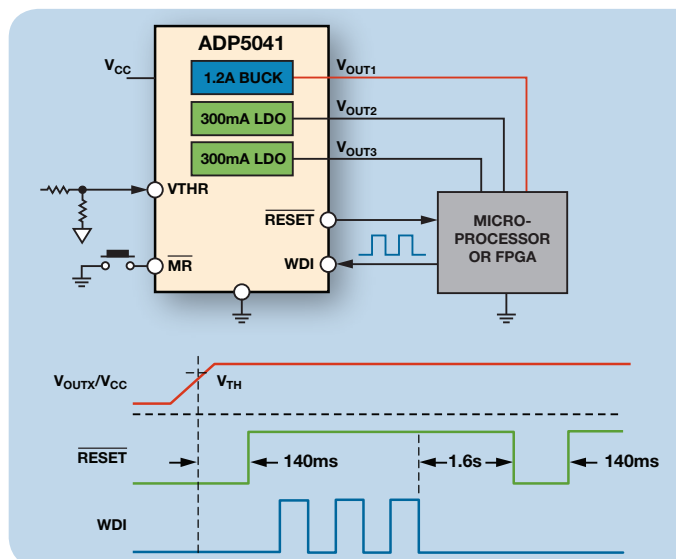 ADP5041
VCC
1.2A BUCK
VOUT1
300mA LDO
VOUT2
300mA LDO
VOUT3
VTHR
RESET
MICRO-
PROCESSOR
OR FPGA
MR
WDI
VOUTX/VCC
VTH
RESET
140ms
1.6s
140ms
WDI